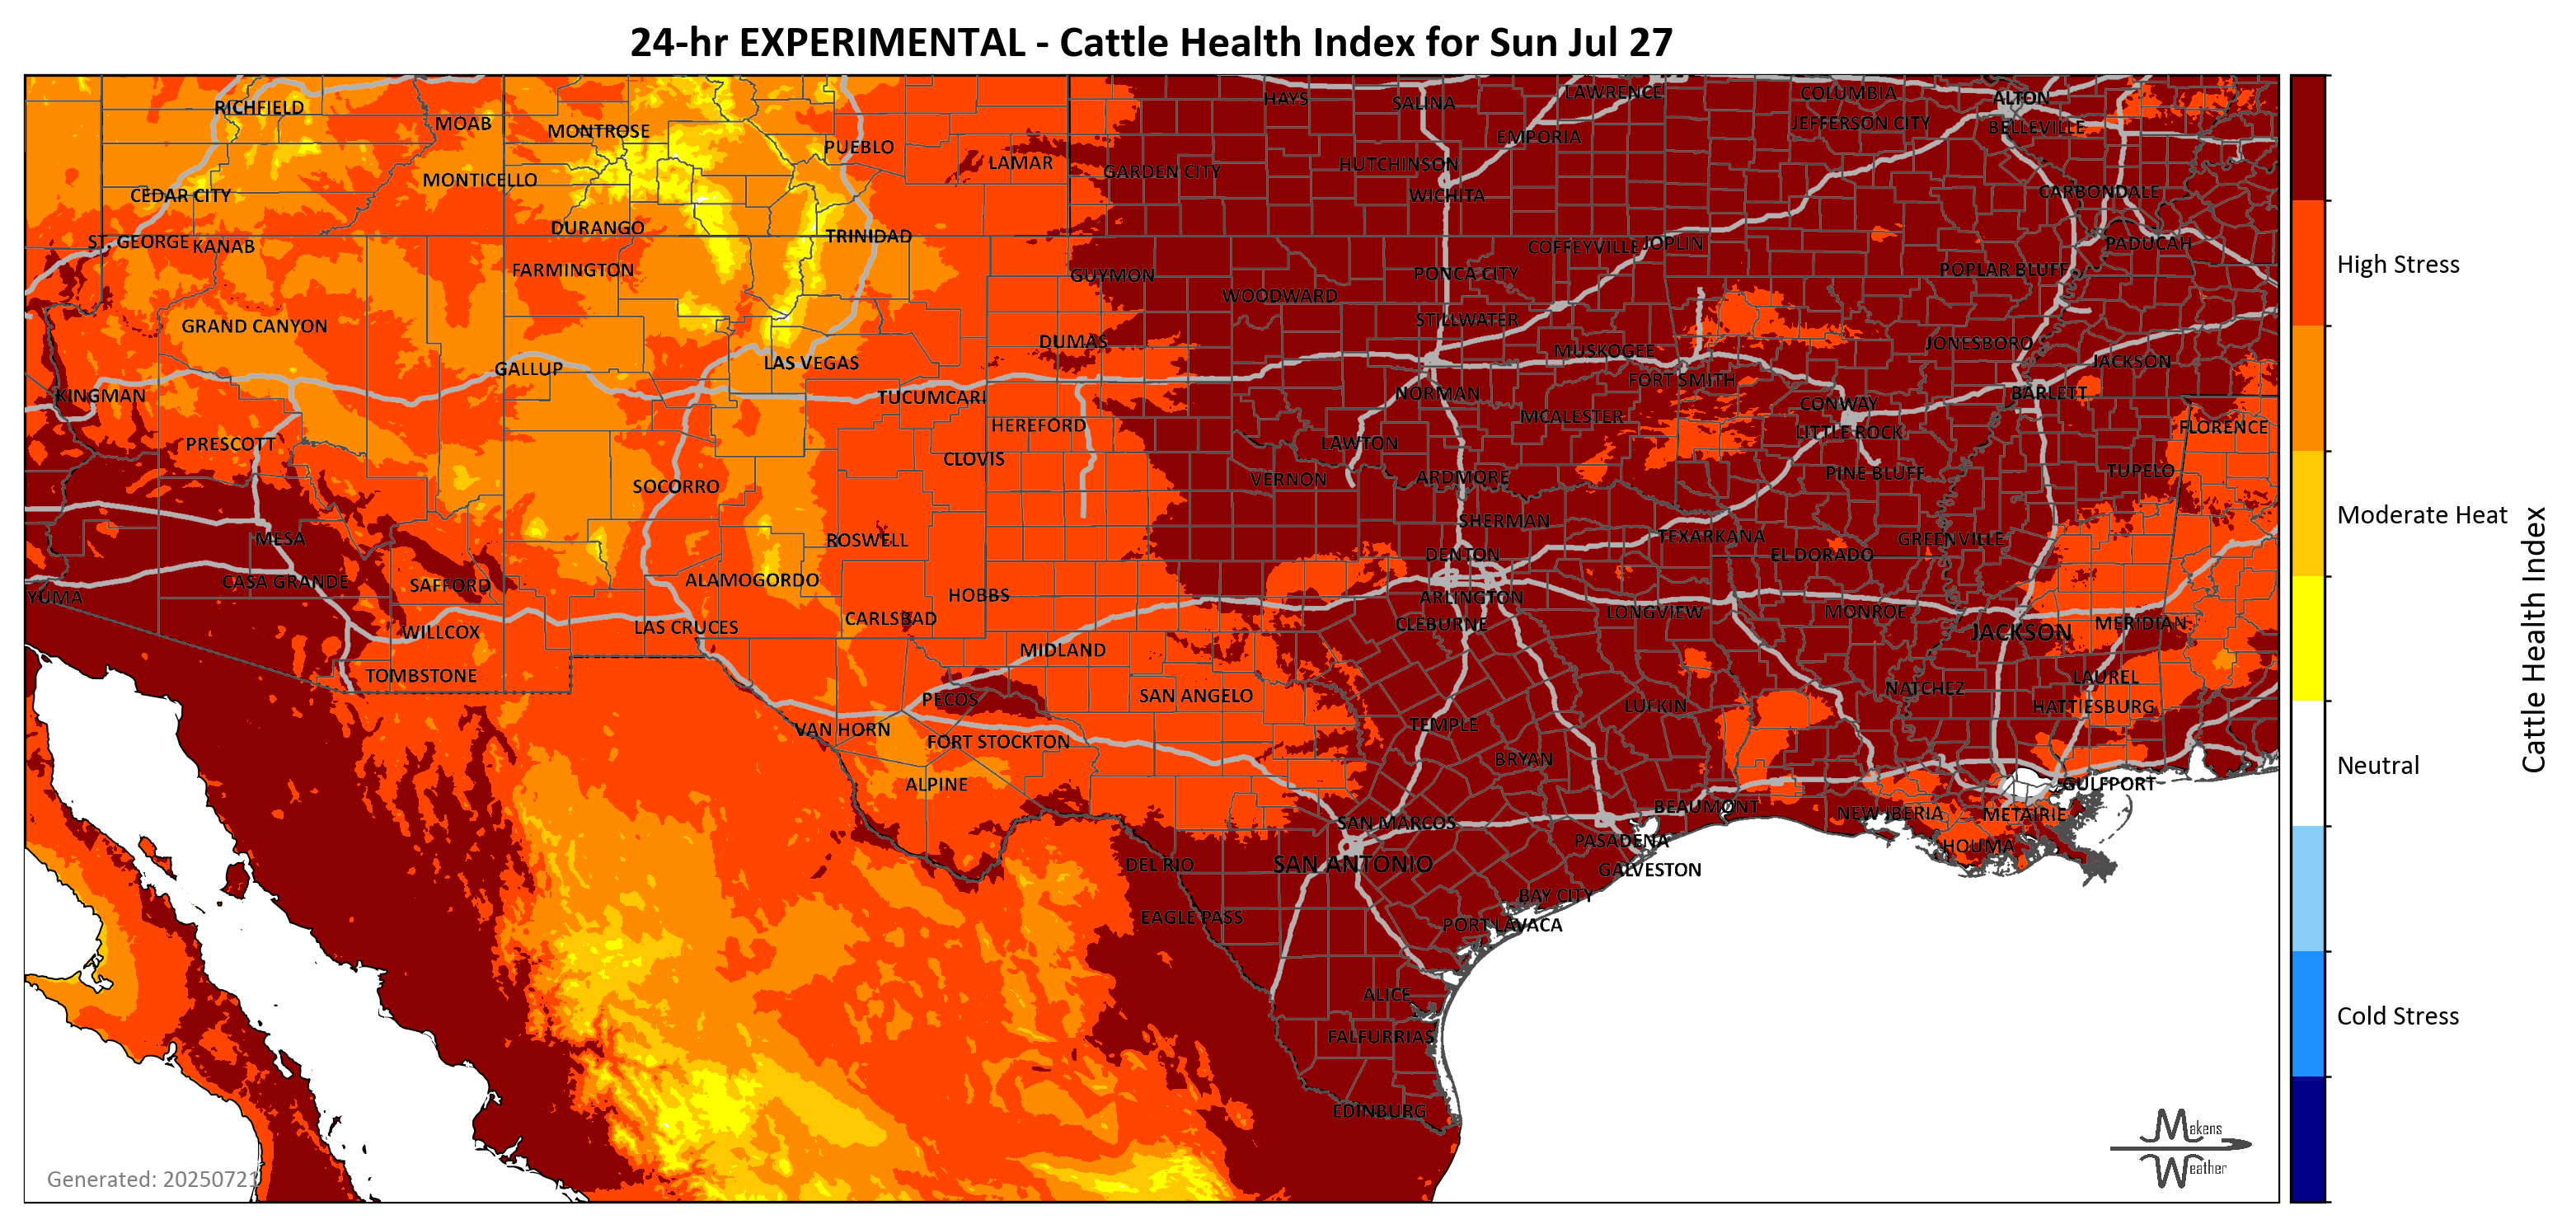 24-hr EXPERIMENTAL - Cattle Health Index for Sun Jul 27
RICHFIELD
MOAB
MONTROSE
PUEBLO
LAMAR
HAYS
SALINA
LAWRENCE
COLUMBIA
ALTON
JEFFERSON CITY
BELLEVILLE
EMPORIA
GARDEN CITY
HUTCHINSON
WICHITA
CEDAR CITY
MONTICELLO
CARBONDALE
ST. GEORGE
KANAB
DURANGO
TRINIDAD
COFFEYVILLE
JOPLIN
PADUCAH
FARMINGTON
GUYMON
PONCA CITY
POPLAR BLUFF
WOODWARD
High Stress
GRAND CANYON
DUMAS
STILLWATER
MUSKOGEE
JONESBORO
JACKSON
GALLUP
LAS VEGAS
FORT SMITH
KINGMAN
TUCUMCARI
NORMAN
CONWAY
BARLETT
PRESCOTT
HEREFORD
MCALESTER
LITTLE ROCK
FLORENCE
CLOVIS
LAWTON
SOCORRO
VERNON
ARDMORE
PINE BLUFF
TUPELO
Moderate Heat
MESA
ROSWELL
SHERMAN
TEXARKANA
GREENVILLE
DENTON
EL DORADO
YUMA
CASA GRANDE
SAFFORD
ALAMOGORDO
HOBBS
ARLINGTON
LONGVIEW
MONROE
CARLSBAD
CLEBURNE
WILLCOX
LAS CRUCES
JACKSON
MERIDIAN
MIDLAND
TOMBSTONE
PECOS
SAN ANGELO
NATCHEZ
LAUREL
VAN HORN
FORT STOCKTON
TEMPLE
LUFKIN
HATTIESBURG
Cattle Health Index
ALPINE
BRYAN
GULFPORT
Neutral
SAN MARCOS
BEAUMONT
NEW IBERIA
METAIRIE
DEL RIO
SAN ANTONIO
PASADENA
GALVESTON
HOUMA
EAGLE PASS
BAY CITY
PORT LAVACA
ALICE
FALFURRIAS
Cold Stress
EDINBURG
Generated: 20250721
Makens
Weather